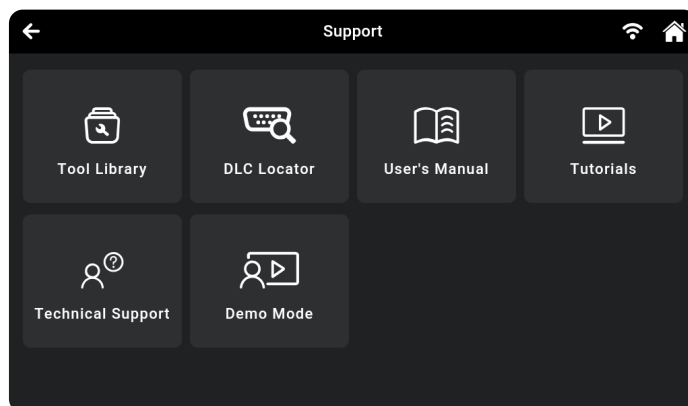 Support
Tool Library
DLC Locator
User's Manual
Tutorials
Technical Support
Demo Mode